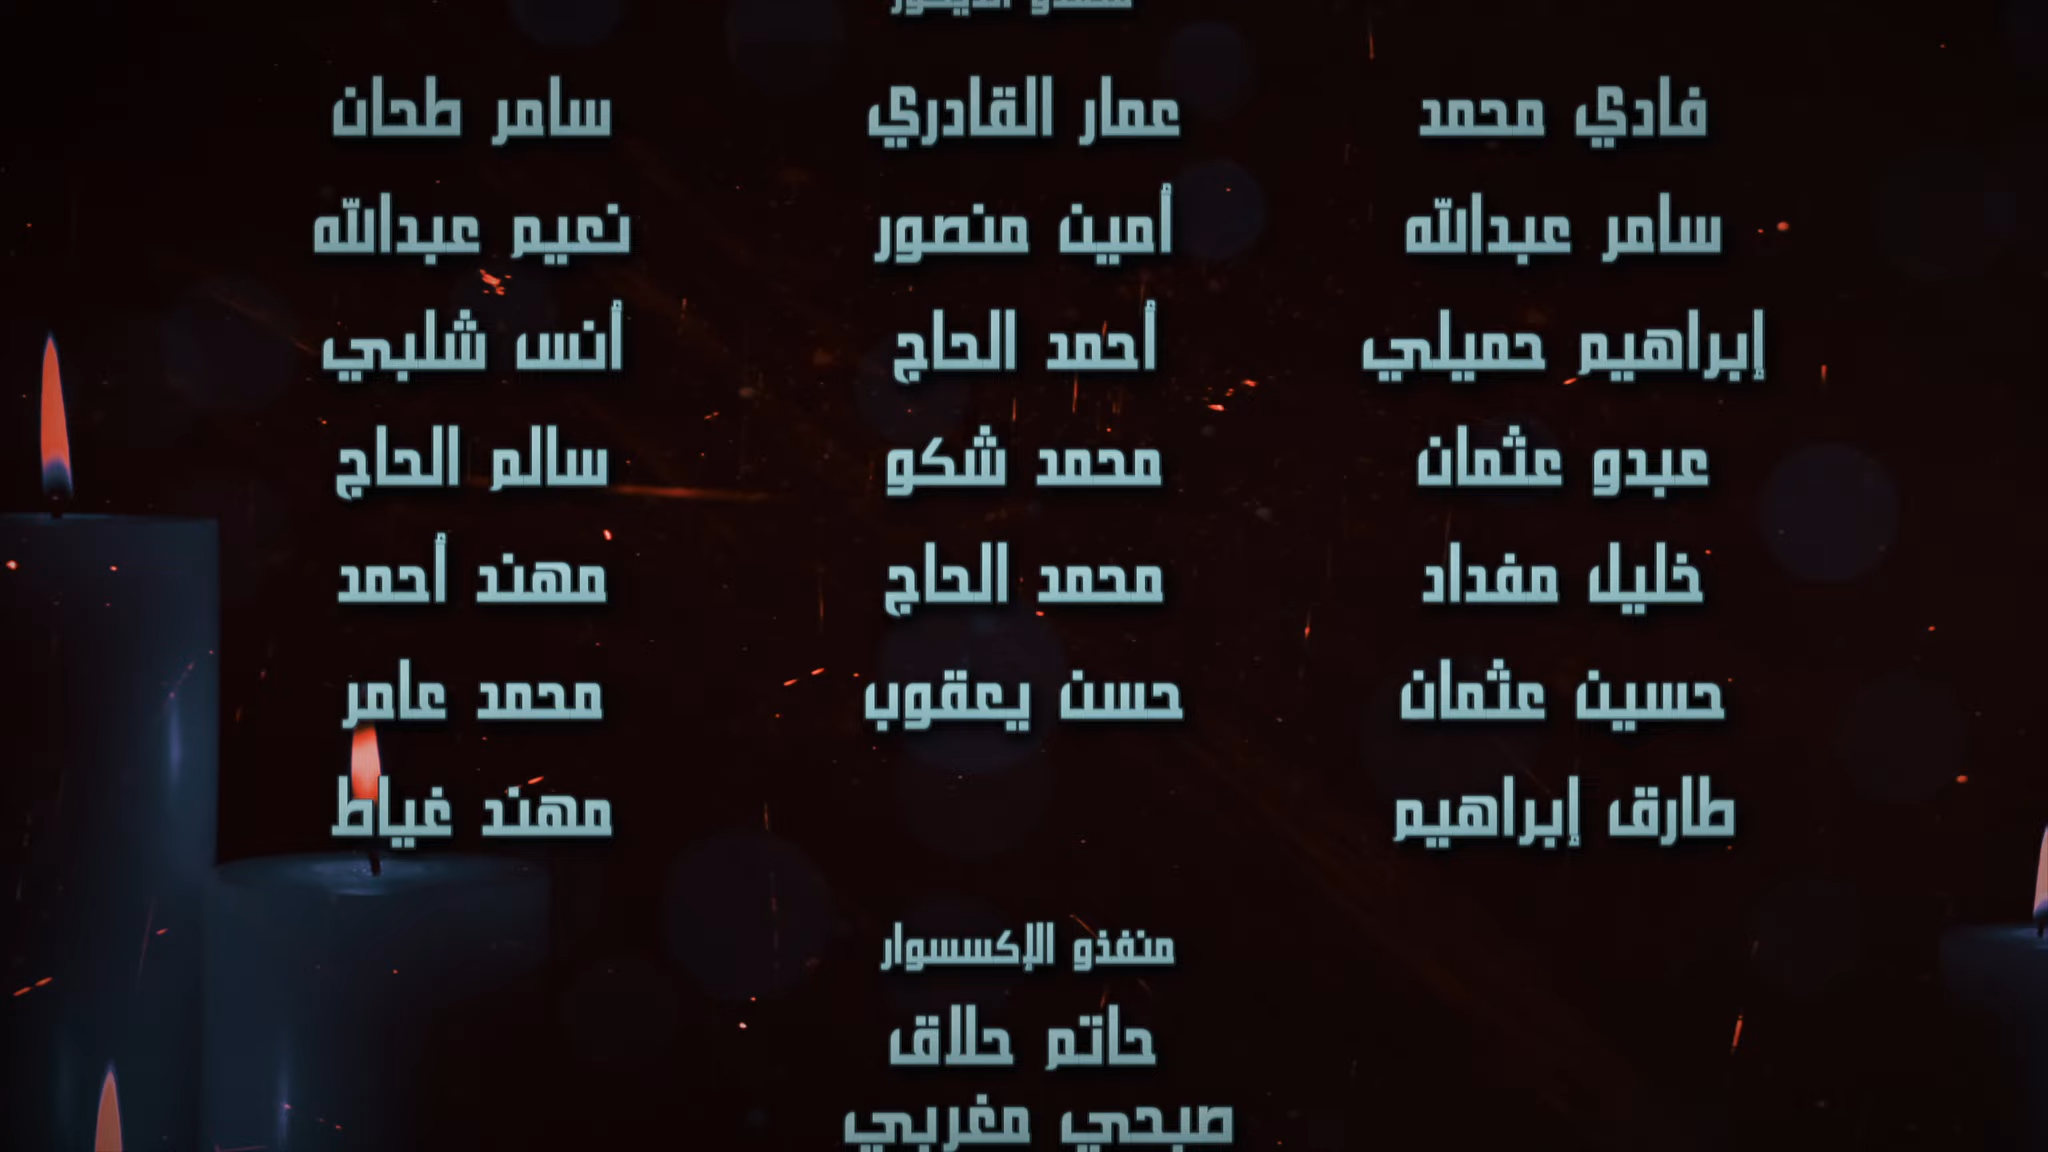 منفذو الديكور
فادي محمد عمار القادري سامر طحان
سامر عبدالله أمين منصور نعيم عبدالله
إبراهيم حميلي أحمد الحاج أنس شلبي
عبدو عثمان محمد شكو سالم الحاج
خليل مفداد محمد الحاج مهند أحمد
حسين عثمان حسن يعقوب محمد عامر
طارق إبراهيم مهند غياط
منفذو الإكسسوار
حاتم حلاق
صبحي مغربي